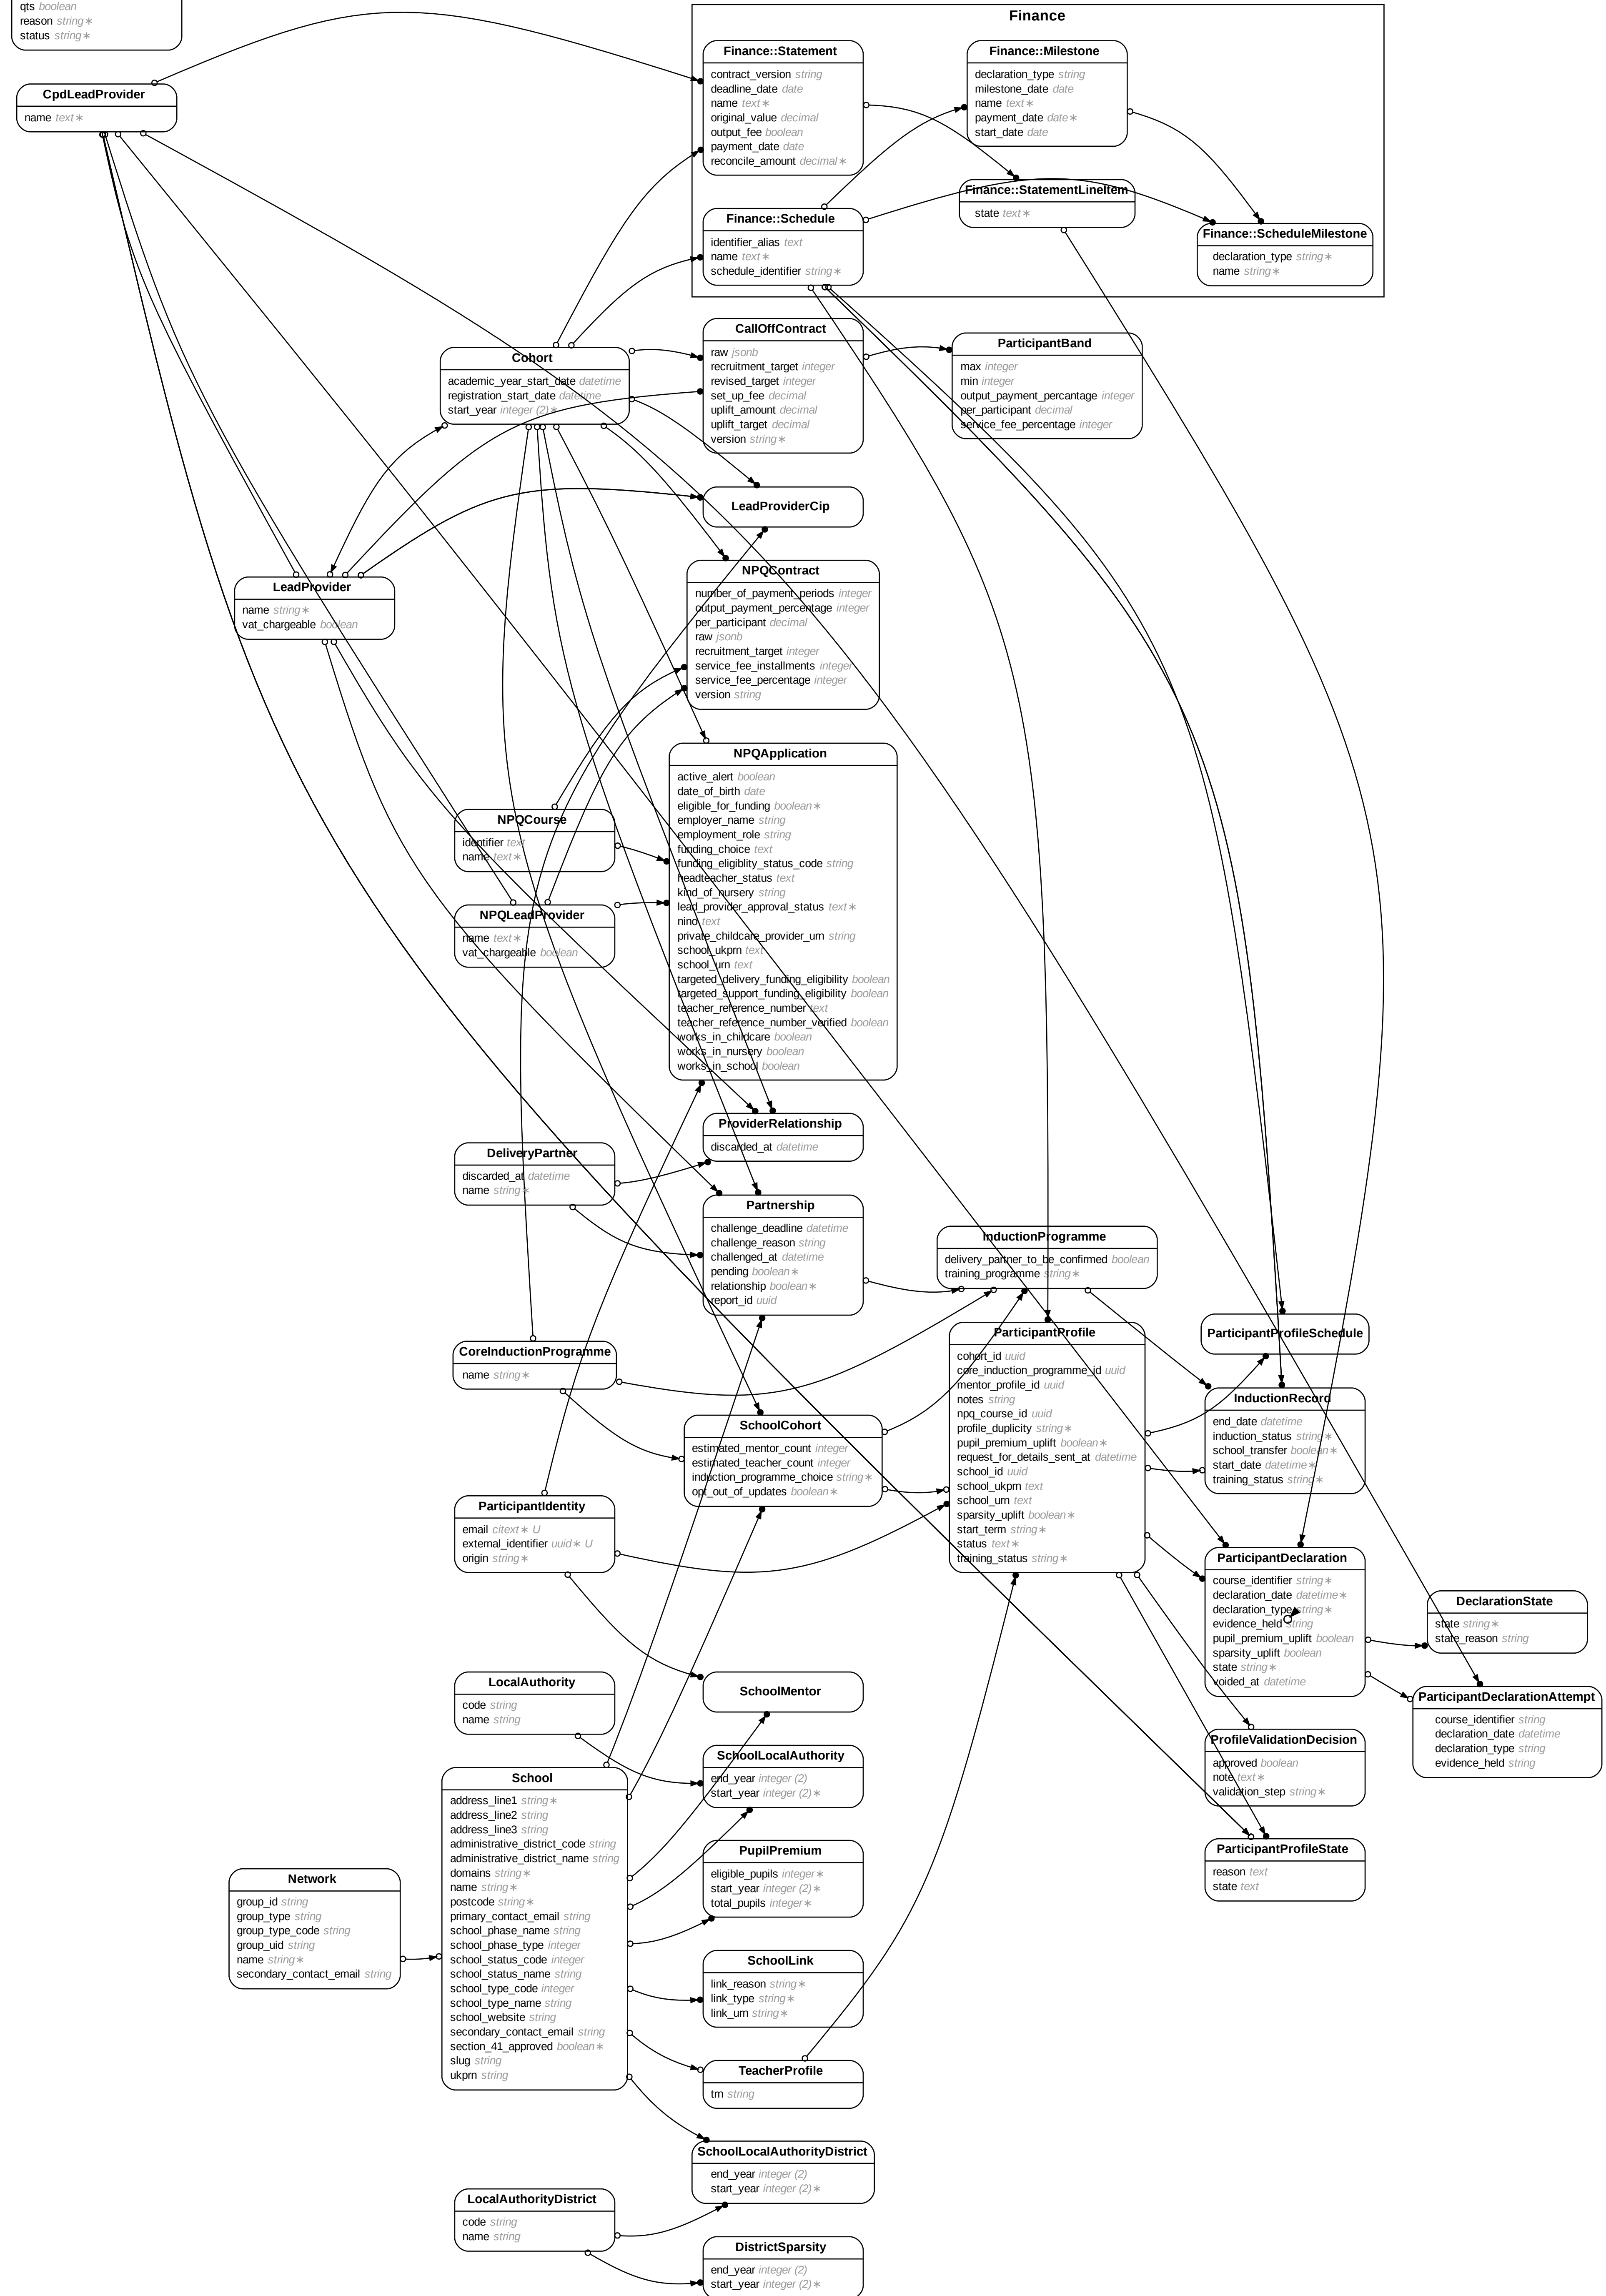 qts boolean
reason string∗
status string∗
CpdLeadProvider
name text∗
Finance
Finance::Statement
contract_version string
deadline_date date
name text∗
original_value decimal
output_fee boolean
payment_date date
reconcile_amount decimal∗
Finance::Milestone
declaration_type string
milestone_date date
name text∗
payment_date date∗
start_date date
Finance::StatementLineItem
state text∗
Finance::Schedule
identifier_alias text
name text∗
schedule_identifier string∗
Finance::ScheduleMilestone
declaration_type string∗
name string∗
Cohort
academic_year_start_date datetime
registration_start_date datetime
start_year integer (2)∗
CallOffContract
raw jsonb
recruitment_target integer
revised_target integer
set_up_fee decimal
uplift_amount decimal
uplift_target decimal
version string∗
ParticipantBand
max integer
min integer
output_payment_percantage integer
per_participant decimal
service_fee_percentage integer
LeadProviderCip
LeadProvider
name string∗
vat_chargeable boolean
NPQContract
number_of_payment_periods integer
output_payment_percentage integer
per_participant decimal
raw jsonb
recruitment_target integer
service_fee_installments integer
service_fee_percentage integer
version string
NPQApplication
active_alert boolean
date_of_birth date
eligible_for_funding boolean∗
employer_name string
employment_role string
funding_choice text
funding_eligiblity_status_code string
headteacher_status text
kind_of_nursery string
lead_provider_approval_status text∗
nino text
private_childcare_provider_urn string
school_ukprn text
school_urn text
targeted_delivery_funding_eligibility boolean
targeted_support_funding_eligibility boolean
teacher_reference_number text
teacher_reference_number_verified boolean
works_in_childcare boolean
works_in_nursery boolean
works_in_school boolean
NPQCourse
identifier text
name text∗
NPQLeadProvider
name text∗
vat_chargeable boolean
ProviderRelationship
discarded_at datetime
DeliveryPartner
discarded_at datetime
name string∗
Partnership
challenge_deadline datetime
challenge_reason string
challenged_at datetime
pending boolean∗
relationship boolean∗
report_id uuid
InductionProgramme
delivery_partner_to_be_confirmed boolean
training_programme string∗
CoreInductionProgramme
name string∗
ParticipantProfile
cohort_id uuid
core_induction_programme_id uuid
mentor_profile_id uuid
notes string
npq_course_id uuid
profile_duplicity string∗
pupil_premium_uplift boolean∗
request_for_details_sent_at datetime
school_id uuid
school_ukprn text
school_urn text
sparsity_uplift boolean∗
start_term string∗
status text∗
training_status string∗
ParticipantProfileSchedule
InductionRecord
end_date datetime
induction_status string∗
school_transfer boolean∗
start_date datetime∗
training_status string∗
SchoolCohort
estimated_mentor_count integer
estimated_teacher_count integer
induction_programme_choice string∗
opt_out_of_updates boolean∗
ParticipantIdentity
email citext∗ U
external_identifier uuid∗ U
origin string∗
ParticipantDeclaration
course_identifier string∗
declaration_date datetime∗
declaration_type string∗
evidence_held string
pupil_premium_uplift boolean
sparsity_uplift boolean
state string∗
voided_at datetime
DeclarationState
state string∗
state_reason string
ParticipantDeclarationAttempt
course_identifier string
declaration_date datetime
declaration_type string
evidence_held string
LocalAuthority
code string
name string
SchoolMentor
SchoolLocalAuthority
end_year integer (2)
start_year integer (2)∗
ProfileValidationDecision
approved boolean
note text∗
validation_step string∗
School
address_line1 string∗
address_line2 string
address_line3 string
administrative_district_code string
administrative_district_name string
domains string∗
name string∗
postcode string∗
primary_contact_email string
school_phase_name string
school_phase_type integer
school_status_code integer
school_status_name string
school_type_code integer
school_type_name string
school_website string
secondary_contact_email string
section_41_approved boolean∗
slug string
ukprn string
PupilPremium
eligible_pupils integer∗
start_year integer (2)∗
total_pupils integer∗
ParticipantProfileState
reason text
state text
Network
group_id string
group_type string
group_type_code string
group_uid string
name string∗
secondary_contact_email string
SchoolLink
link_reason string∗
link_type string∗
link_urn string∗
TeacherProfile
trn string
SchoolLocalAuthorityDistrict
end_year integer (2)
start_year integer (2)∗
LocalAuthorityDistrict
code string
name string
DistrictSparsity
end_year integer (2)
start_year integer (2)∗